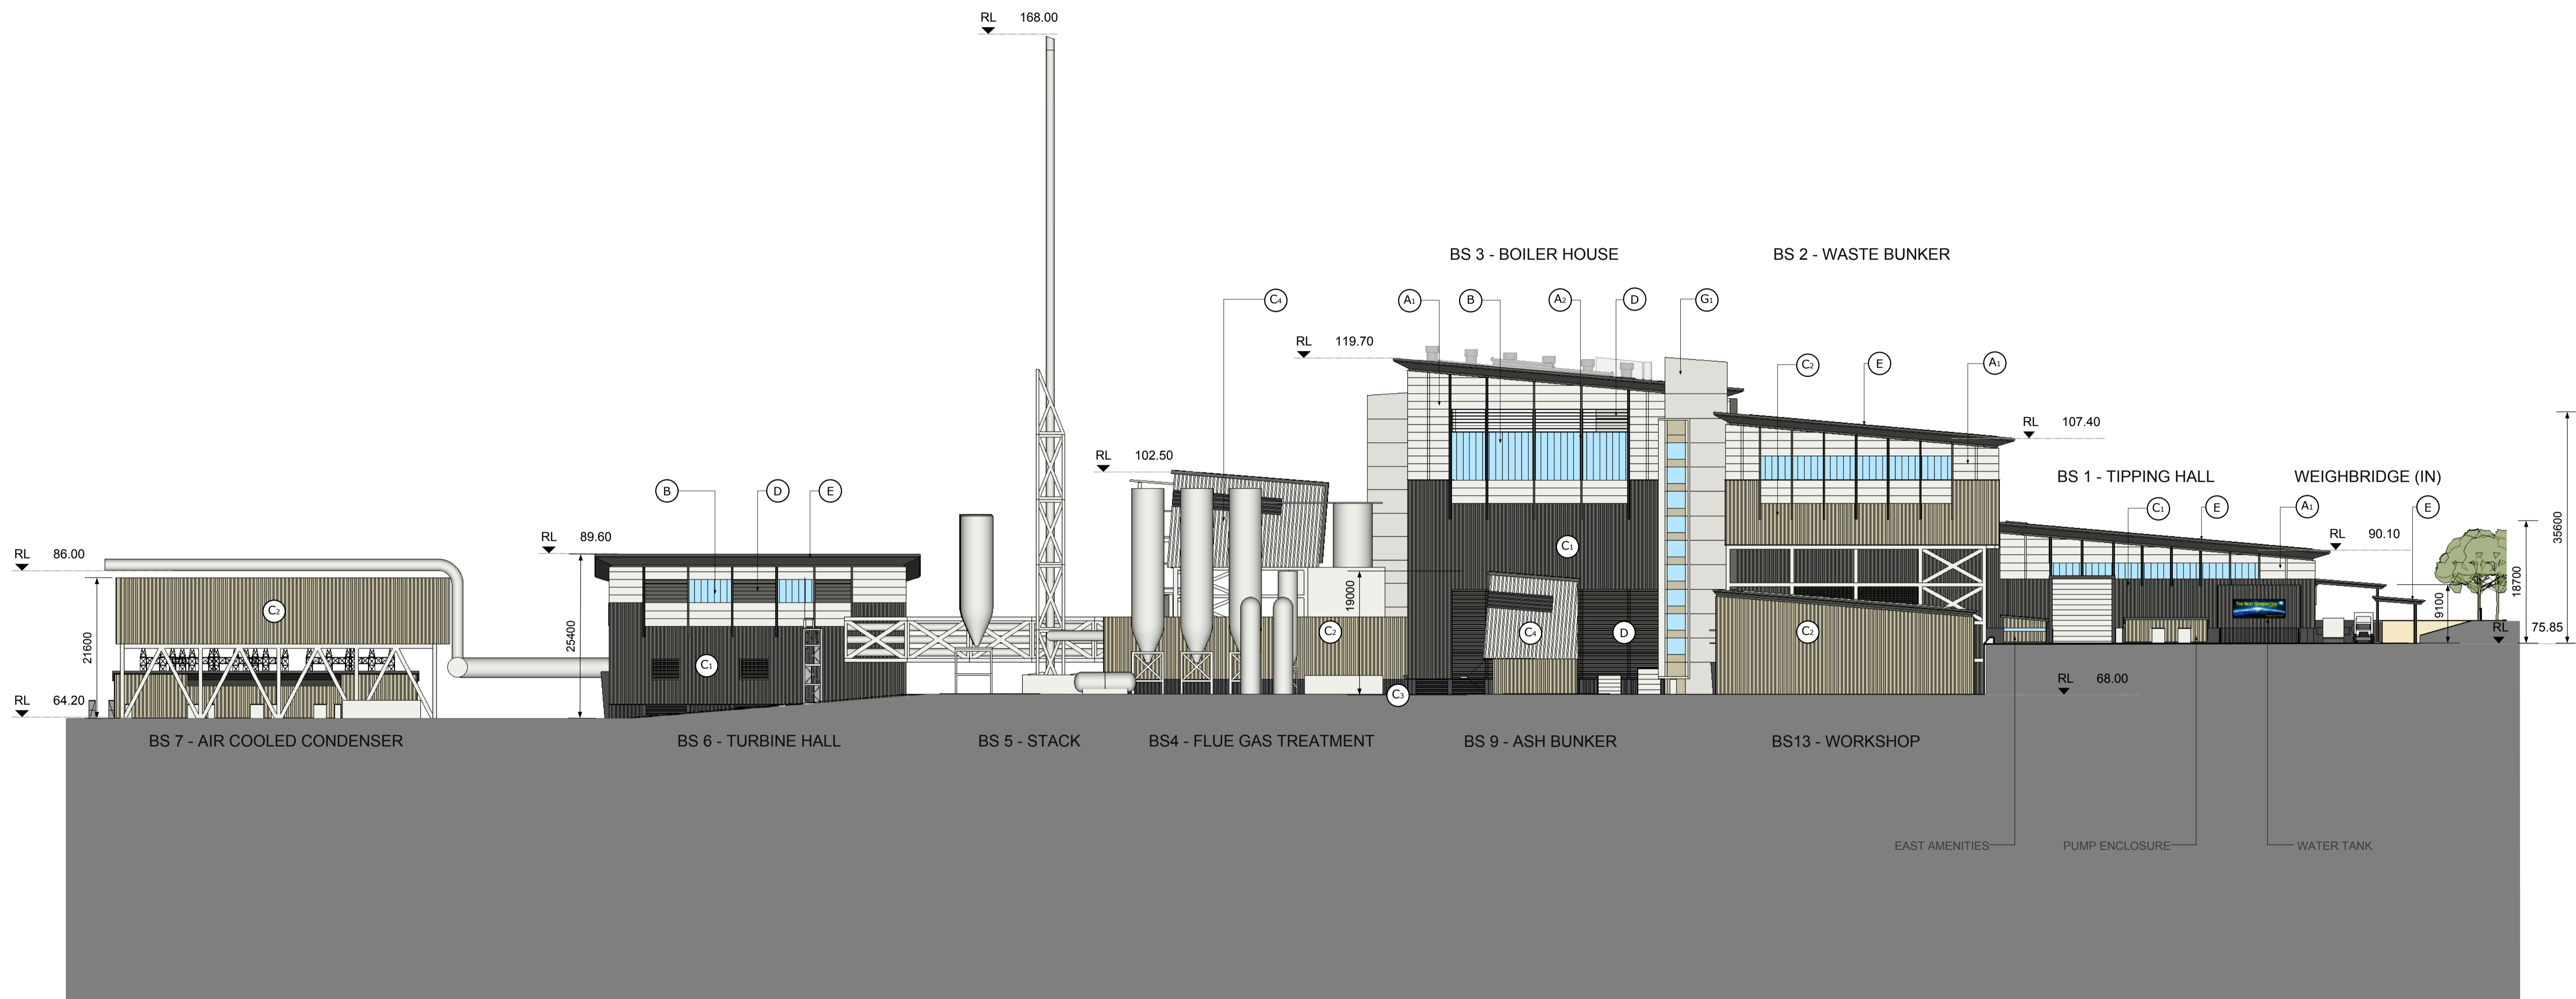 RL 168.00
BS 3 - BOILER HOUSE
BS 2 - WASTE BUNKER
C4
A1
B
A2
D
G1
RL 119.70
C2
E
A1
RL 107.40
RL 102.50
BS 1 - TIPPING HALL
WEIGHBRIDGE (IN)
B
D
E
C1
E
A1
E
RL 89.60
RL 86.00
RL 90.10
C1
35600
18700
9100
19000
C2
21600
25400
C1
C2
C4
D
C2
THE NEXT GENERATION
RL 75.85
RL 64.20
C3
RL 68.00
BS 7 - AIR COOLED CONDENSER
BS 6 - TURBINE HALL
BS 5 - STACK
BS4 - FLUE GAS TREATMENT
BS 9 - ASH BUNKER
BS13 - WORKSHOP
EAST AMENITIES
PUMP ENCLOSURE
WATER TANK